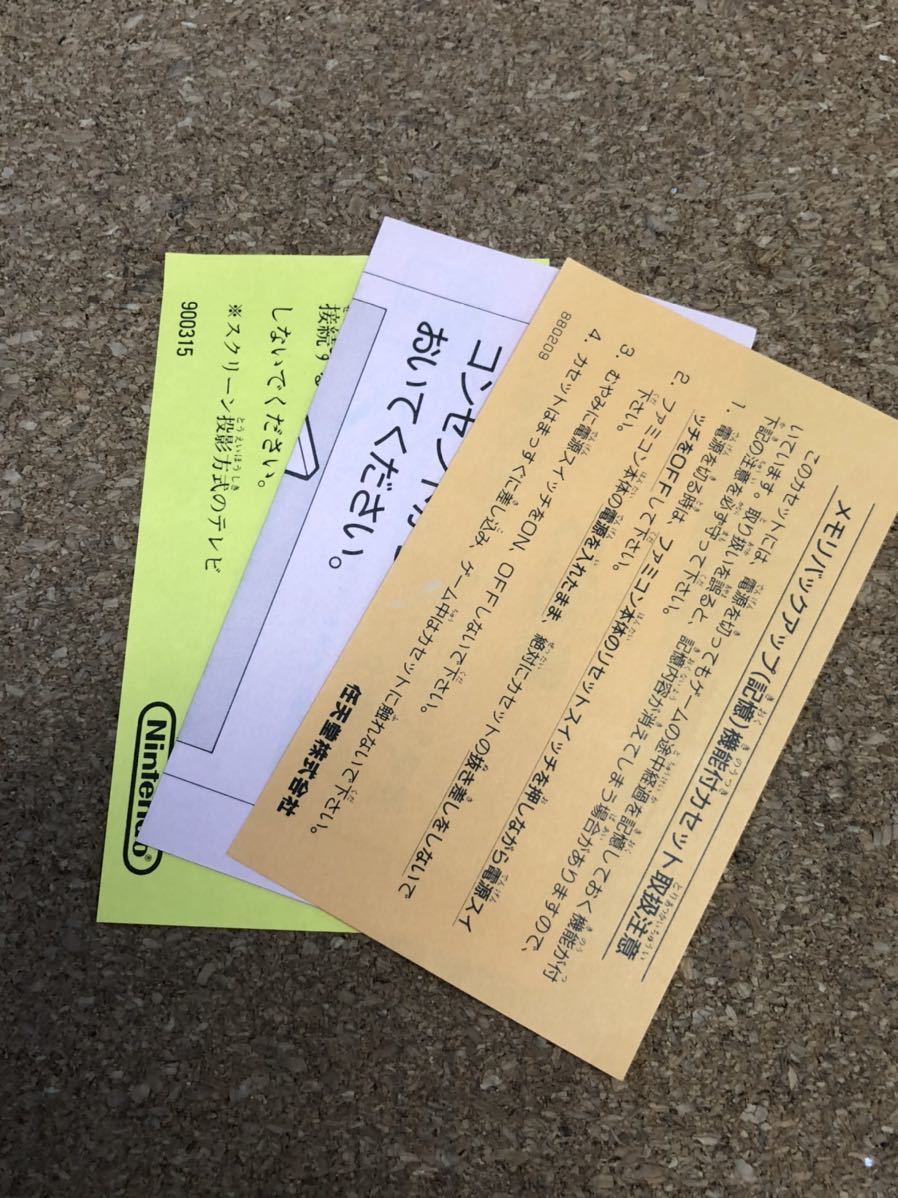 メモリバックアップ(記憶)機能付カセット取扱注意
このカセットには、電源を切ってもゲームの途中経過を記憶しておく機能が付
いています。取り扱いを誤ると、記憶内容が消えてしまう場合がありますので
下記の注意を必ず守って下さい。
1. 電源を切る時は、ファミコン本体のリセットスイッチを押しながら電源スイ
ッチをOFFして下さい。
2. ファミコン本体の電源を入れたまま、絶対にカセットの抜き差しをしないで
下さい。
3. むやみに電源スイッチをON、OFFしないで下さい。
4. カセットはまっすぐに差し込み、ゲーム中はカセットに触れないで下さい。
任天堂株式会社
880209
コンセント
おいてください。
接続する
しないでください。
※スクリーン投影方式のテレビ
900315
Nintendo®